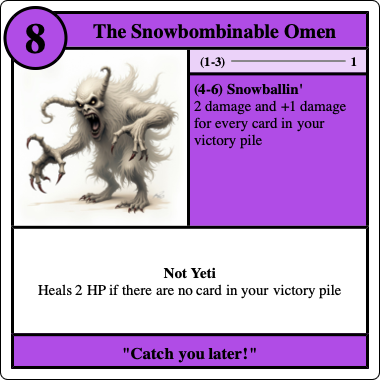 8
The Snowbombinable Omen
(1-3) 1
(4-6) Snowballin'
2 damage and +1 damage
for every card in your
victory pile
Not Yeti
Heals 2 HP if there are no card in your victory pile
"Catch you later!"